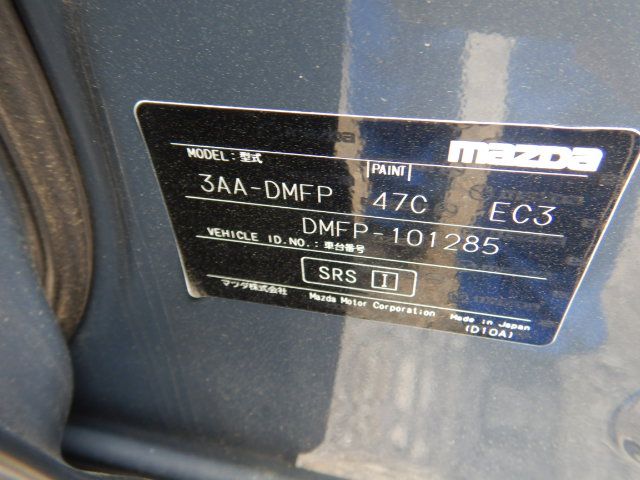 mazda
MODEL:型式 PAINT
3AA-DMFP 47C EC3
DMFP-101285
VEHICLE ID.NO.:車台番号
SRS I
マツダ株式会社 Mazda Motor Corporation Made in Japan
(D10A)